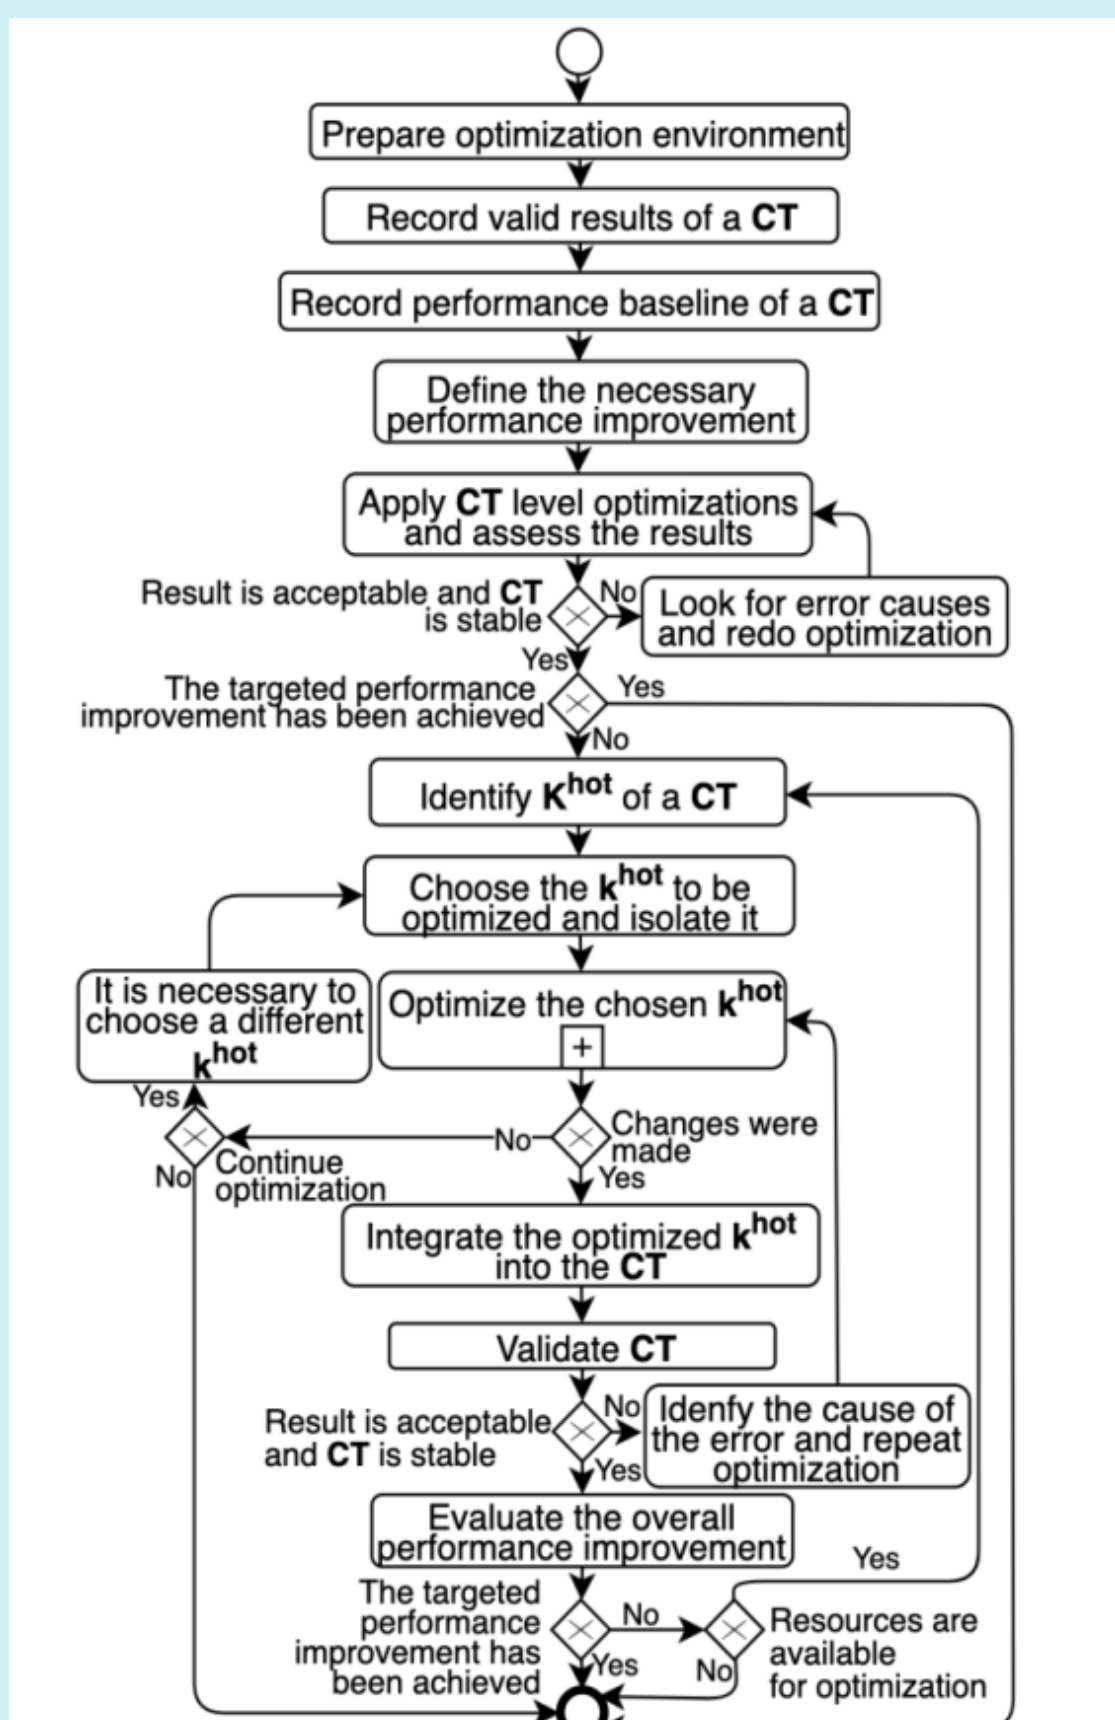 Prepare optimization environment
Record valid results of a CT
Record performance baseline of a CT
Define the necessary
performance improvement
Apply CT level optimizations
and assess the results
Result is acceptable and CT
is stable
No
Look for error causes
and redo optimization
Yes
The targeted performance
improvement has been achieved
Yes
No
Identify K^hot of a CT
Choose the k^hot to be
optimized and isolate it
It is necessary to
choose a different
k^hot
Optimize the chosen k^hot
+
Yes
Changes were
made
No
Continue
optimization
No
Yes
Integrate the optimized k^hot
into the CT
Validate CT
Result is acceptable
and CT is stable
No
Idenfy the cause of
the error and repeat
optimization
Yes
Evaluate the overall
performance improvement
Yes
The targeted
performance
improvement has
been achieved
No
Resources are
available
for optimization
Yes
No